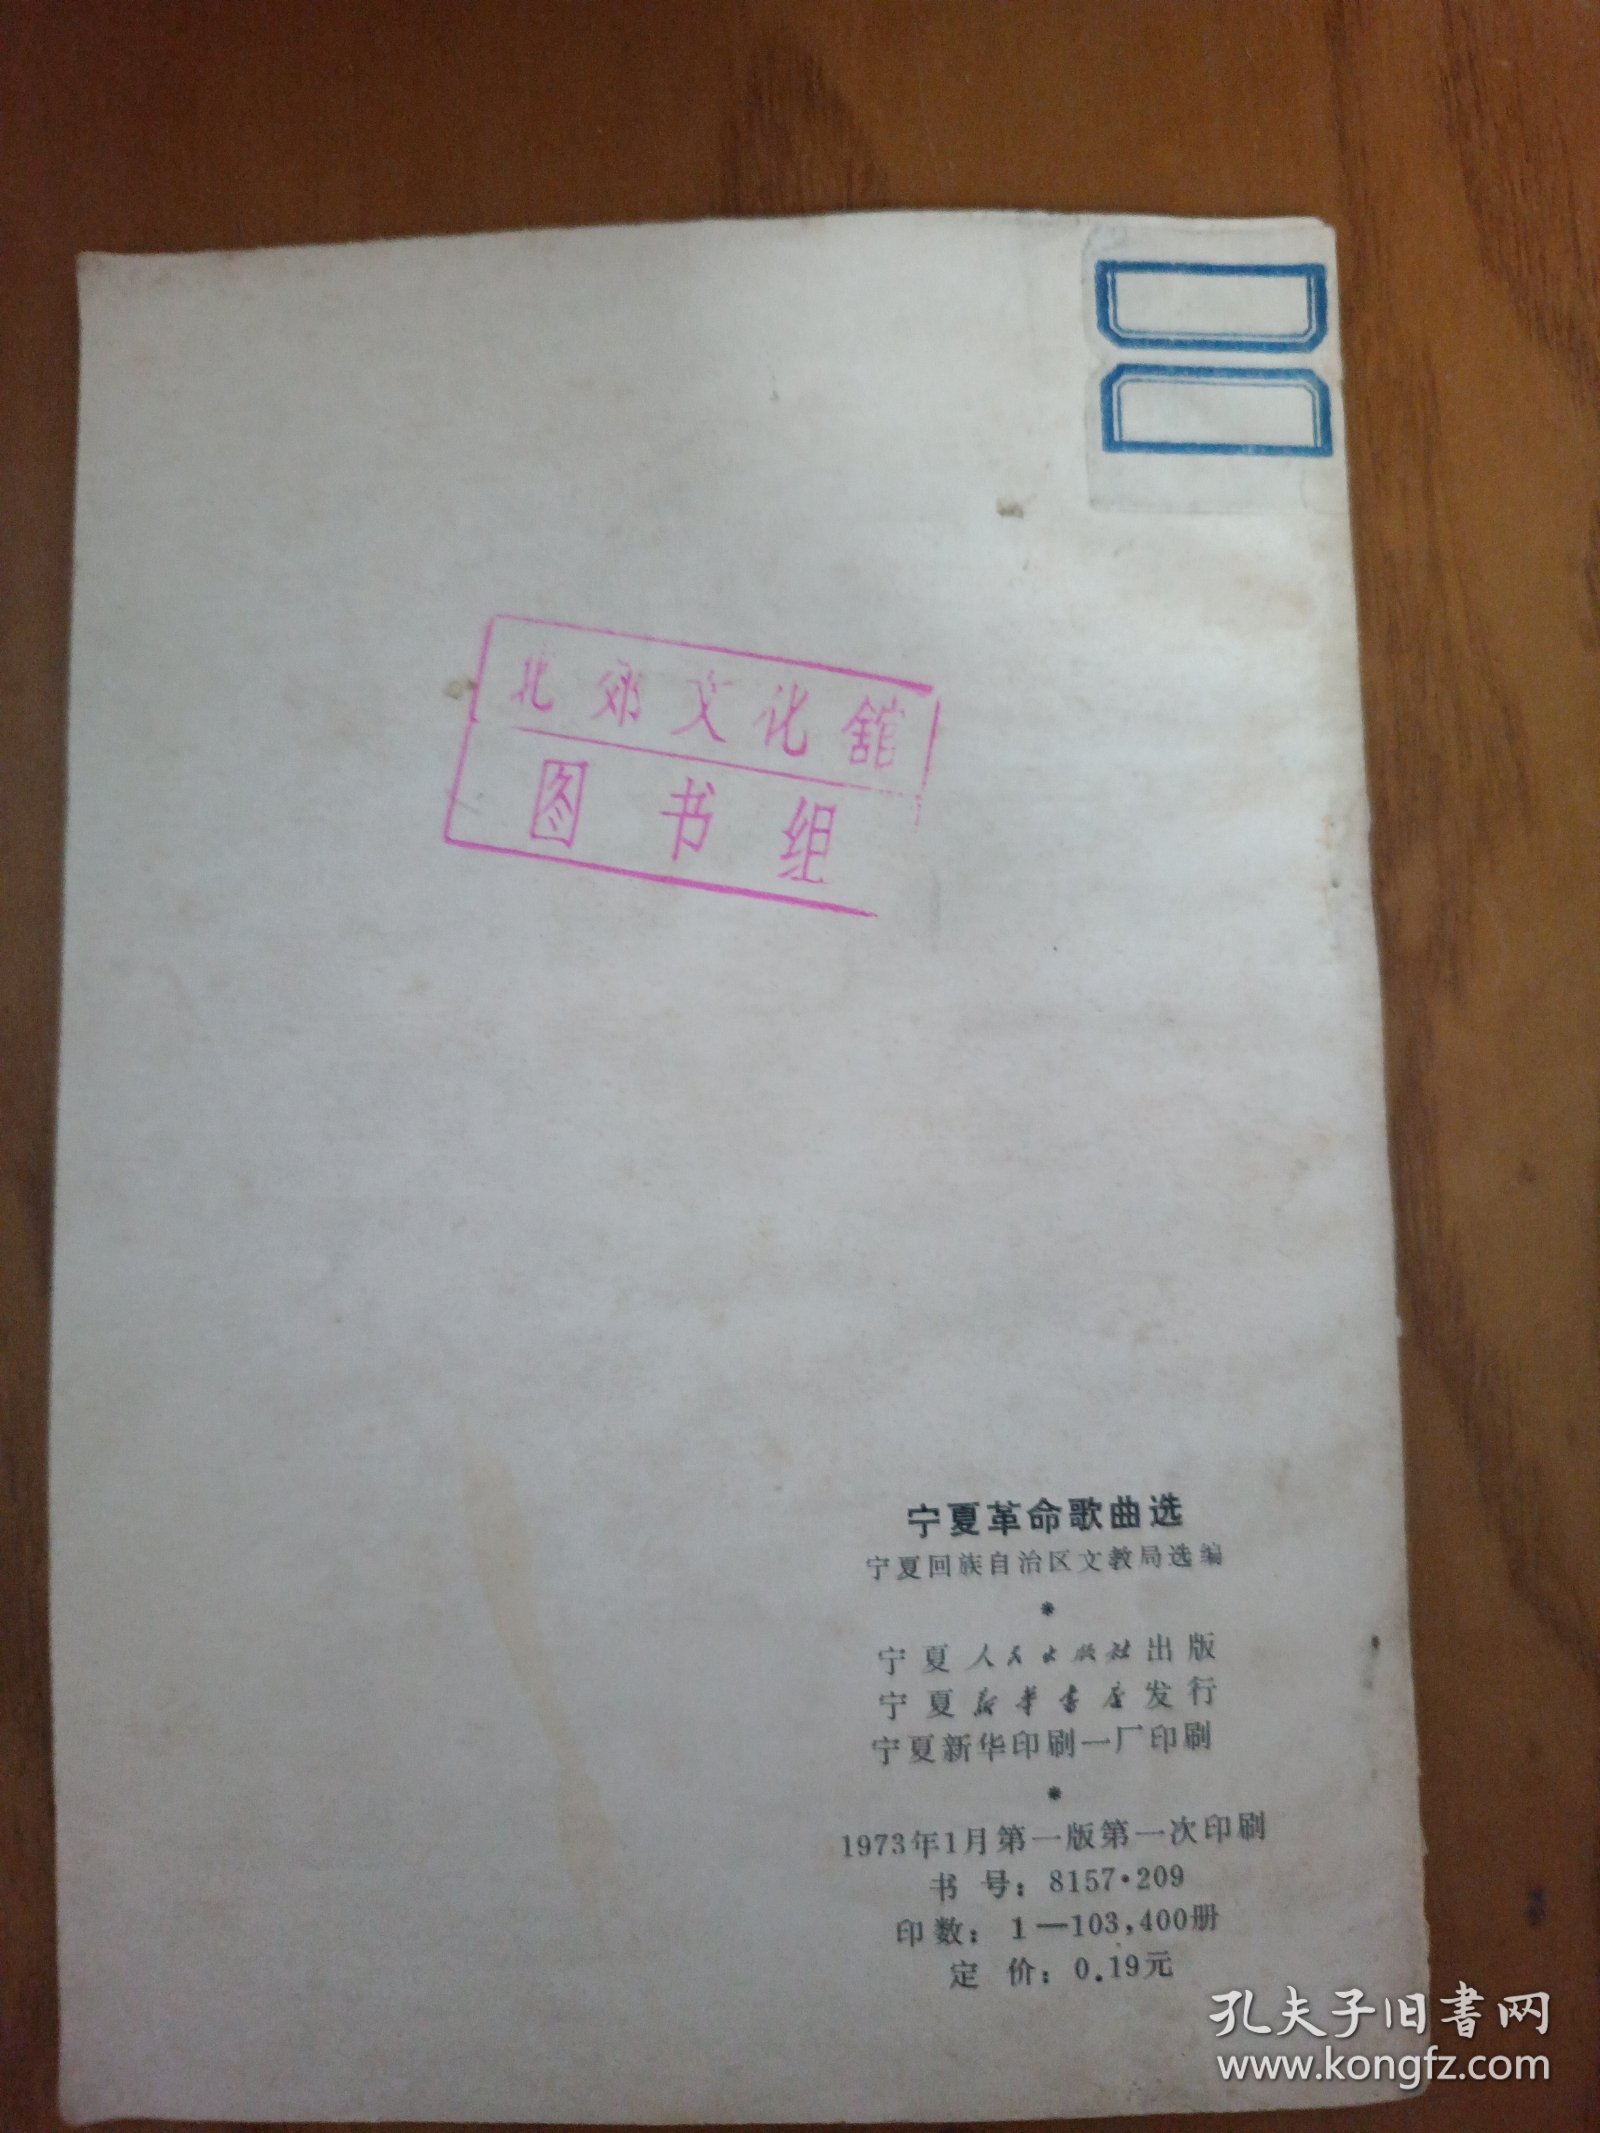 北郊文化館
图书组
宁夏革命歌曲选
宁夏回族自治区文教局选编
*
宁夏人民出版社出版
宁夏新华书店发行
宁夏新华印刷一厂印刷
*
1973年1月第一版第一次印刷
书号：8157·209
印数：1—103,400册
定价：0.19元
孔夫子旧書网
www.kongfz.com